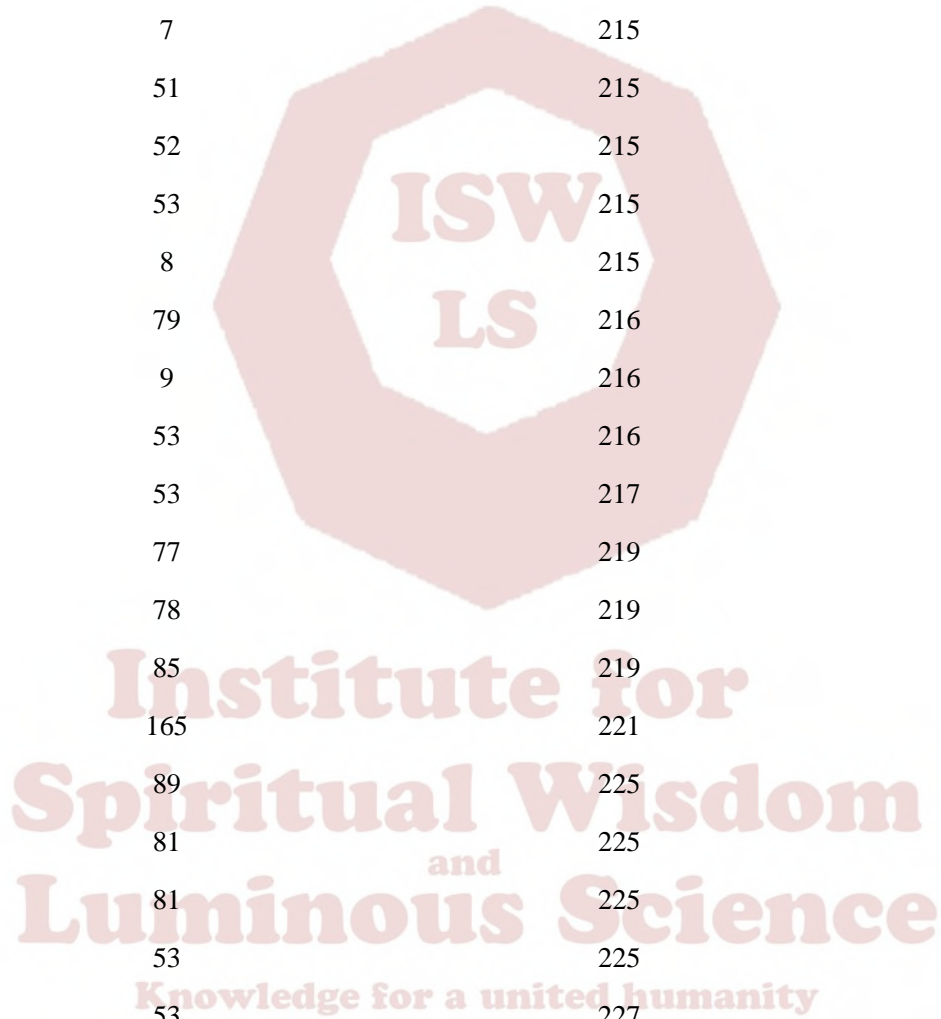 7 215
51 215
52 215
53 215
ISW
8 215
LS
79 216
9 216
53 216
53 217
77 219
78 219
85 219
Institute for
165 221
89 225
Spiritual Wisdom
81 225
and
81 225
Luminous Science
53 225
Knowledge for a united humanity
53 227